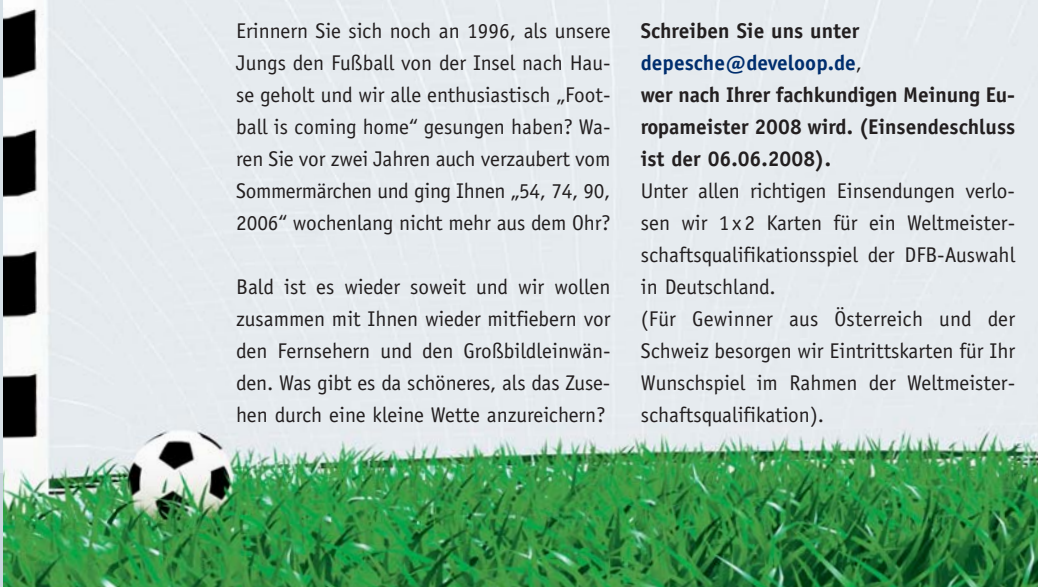 Erinnern Sie sich noch an 1996, als unsere
Jungs den Fußball von der Insel nach Hau-
se geholt und wir alle enthusiastisch „Foot-
ball is coming home“ gesungen haben? Wa-
ren Sie vor zwei Jahren auch verzaubert vom
Sommermärchen und ging Ihnen „54, 74, 90,
2006“ wochenlang nicht mehr aus dem Ohr?
Bald ist es wieder soweit und wir wollen
zusammen mit Ihnen wieder mitfiebern vor
den Fernsehern und den Großbildleinwän-
den. Was gibt es da schöneres, als das Zuse-
hen durch eine kleine Wette anzureichern?
Schreiben Sie uns unter
depesche@develoop.de,
wer nach Ihrer fachkundigen Meinung Eu-
ropameister 2008 wird. (Einsendeschluss
ist der 06.06.2008).
Unter allen richtigen Einsendungen verlo-
sen wir 1x2 Karten für ein Weltmeister-
schaftsqualifikationsspiel der DFB-Auswahl
in Deutschland.
(Für Gewinner aus Österreich und der
Schweiz besorgen wir Eintrittskarten für Ihr
Wunschspiel im Rahmen der Weltmeister-
schaftsqualifikation).